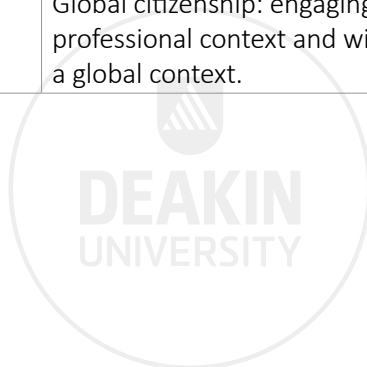 Global citizenship: engaging
professional context and wi
a global context.
DEAKIN
UNIVERSITY